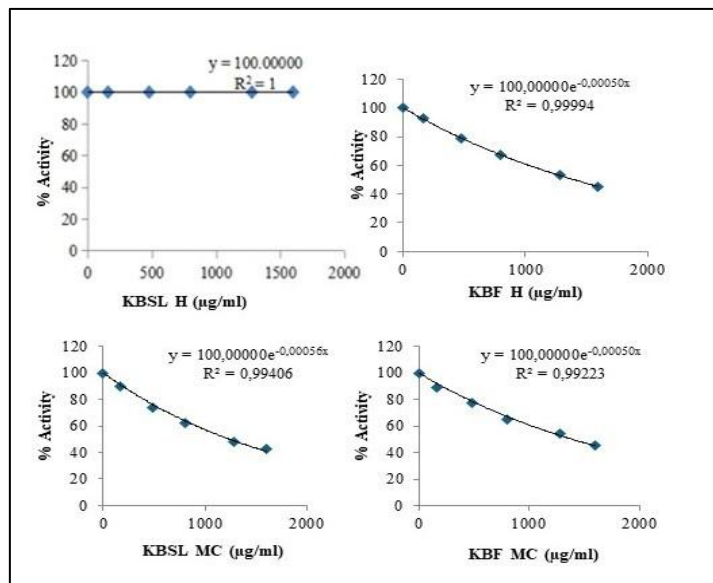 120
100
80
60
40
20
0
% Activity
y = 100.00000
R² = 1
0 500 1000 1500 2000
KBSL H (µg/ml)
120
100
80
60
40
20
0
% Activity
y = 100,00000e^-0,00050x
R² = 0,99994
0 1000 2000
KBF H (µg/ml)
120
100
80
60
40
20
0
% Activity
y = 100,00000e^-0,00056x
R² = 0,99406
0 1000 2000
KBSL MC (µg/ml)
120
100
80
60
40
20
0
% Activity
y = 100,00000e^-0,00050x
R² = 0,99223
0 1000 2000
KBF MC (µg/ml)